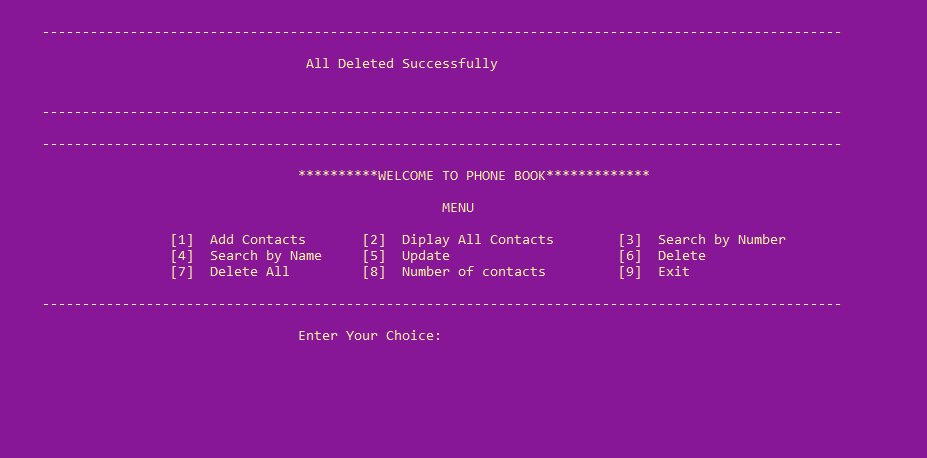 ----------------------------------------------------------------------------------------------------
All Deleted Successfully
----------------------------------------------------------------------------------------------------
----------------------------------------------------------------------------------------------------
**********WELCOME TO PHONE BOOK*************
MENU
[1]  Add Contacts       [2]  Diplay All Contacts        [3]  Search by Number
[4]  Search by Name     [5]  Update                     [6]  Delete
[7]  Delete All         [8]  Number of contacts         [9]  Exit
----------------------------------------------------------------------------------------------------
Enter Your Choice: